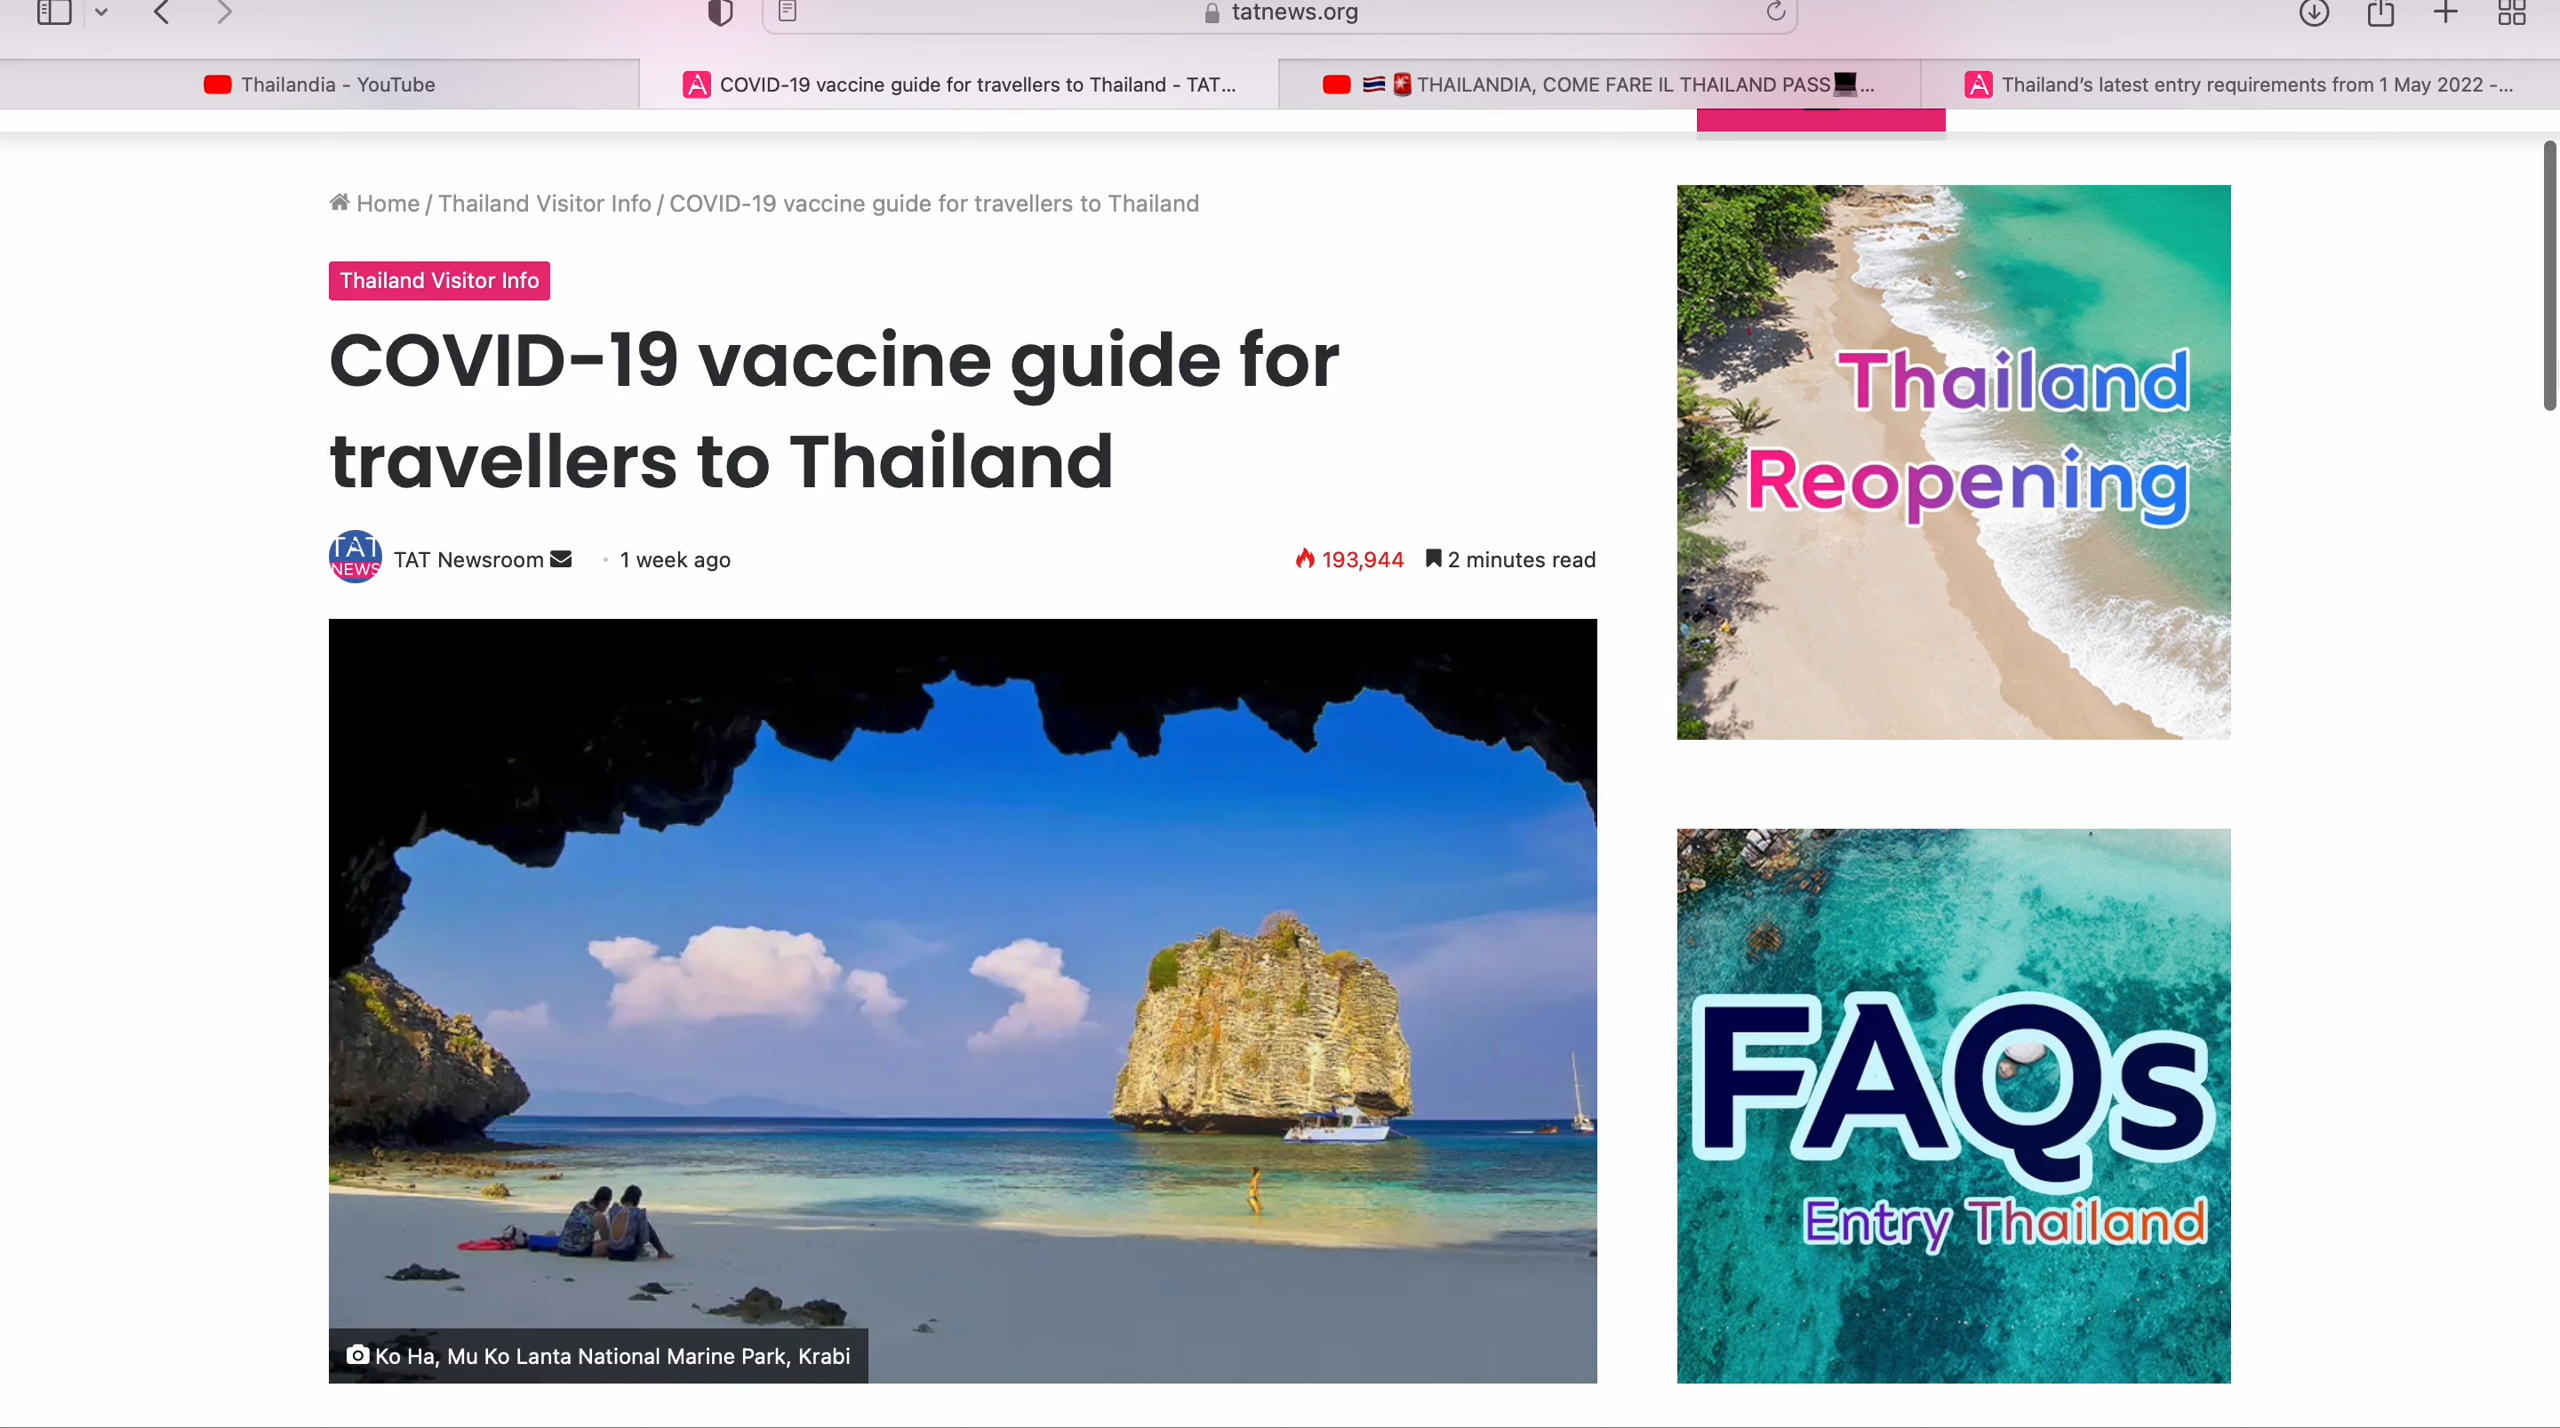 tatnews.org
Thailandia - YouTube
COVID-19 vaccine guide for travellers to Thailand - TAT...
THAILANDIA, COME FARE IL THAILAND PASS...
Thailand's latest entry requirements from 1 May 2022 -...
Home / Thailand Visitor Info / COVID-19 vaccine guide for travellers to Thailand
Thailand Visitor Info
COVID-19 vaccine guide for
travellers to Thailand
TAT
NEWS
TAT Newsroom
1 week ago
193,944
2 minutes read
Ko Ha, Mu Ko Lanta National Marine Park, Krabi
Thailand
Reopening
FAQs
Entry Thailand